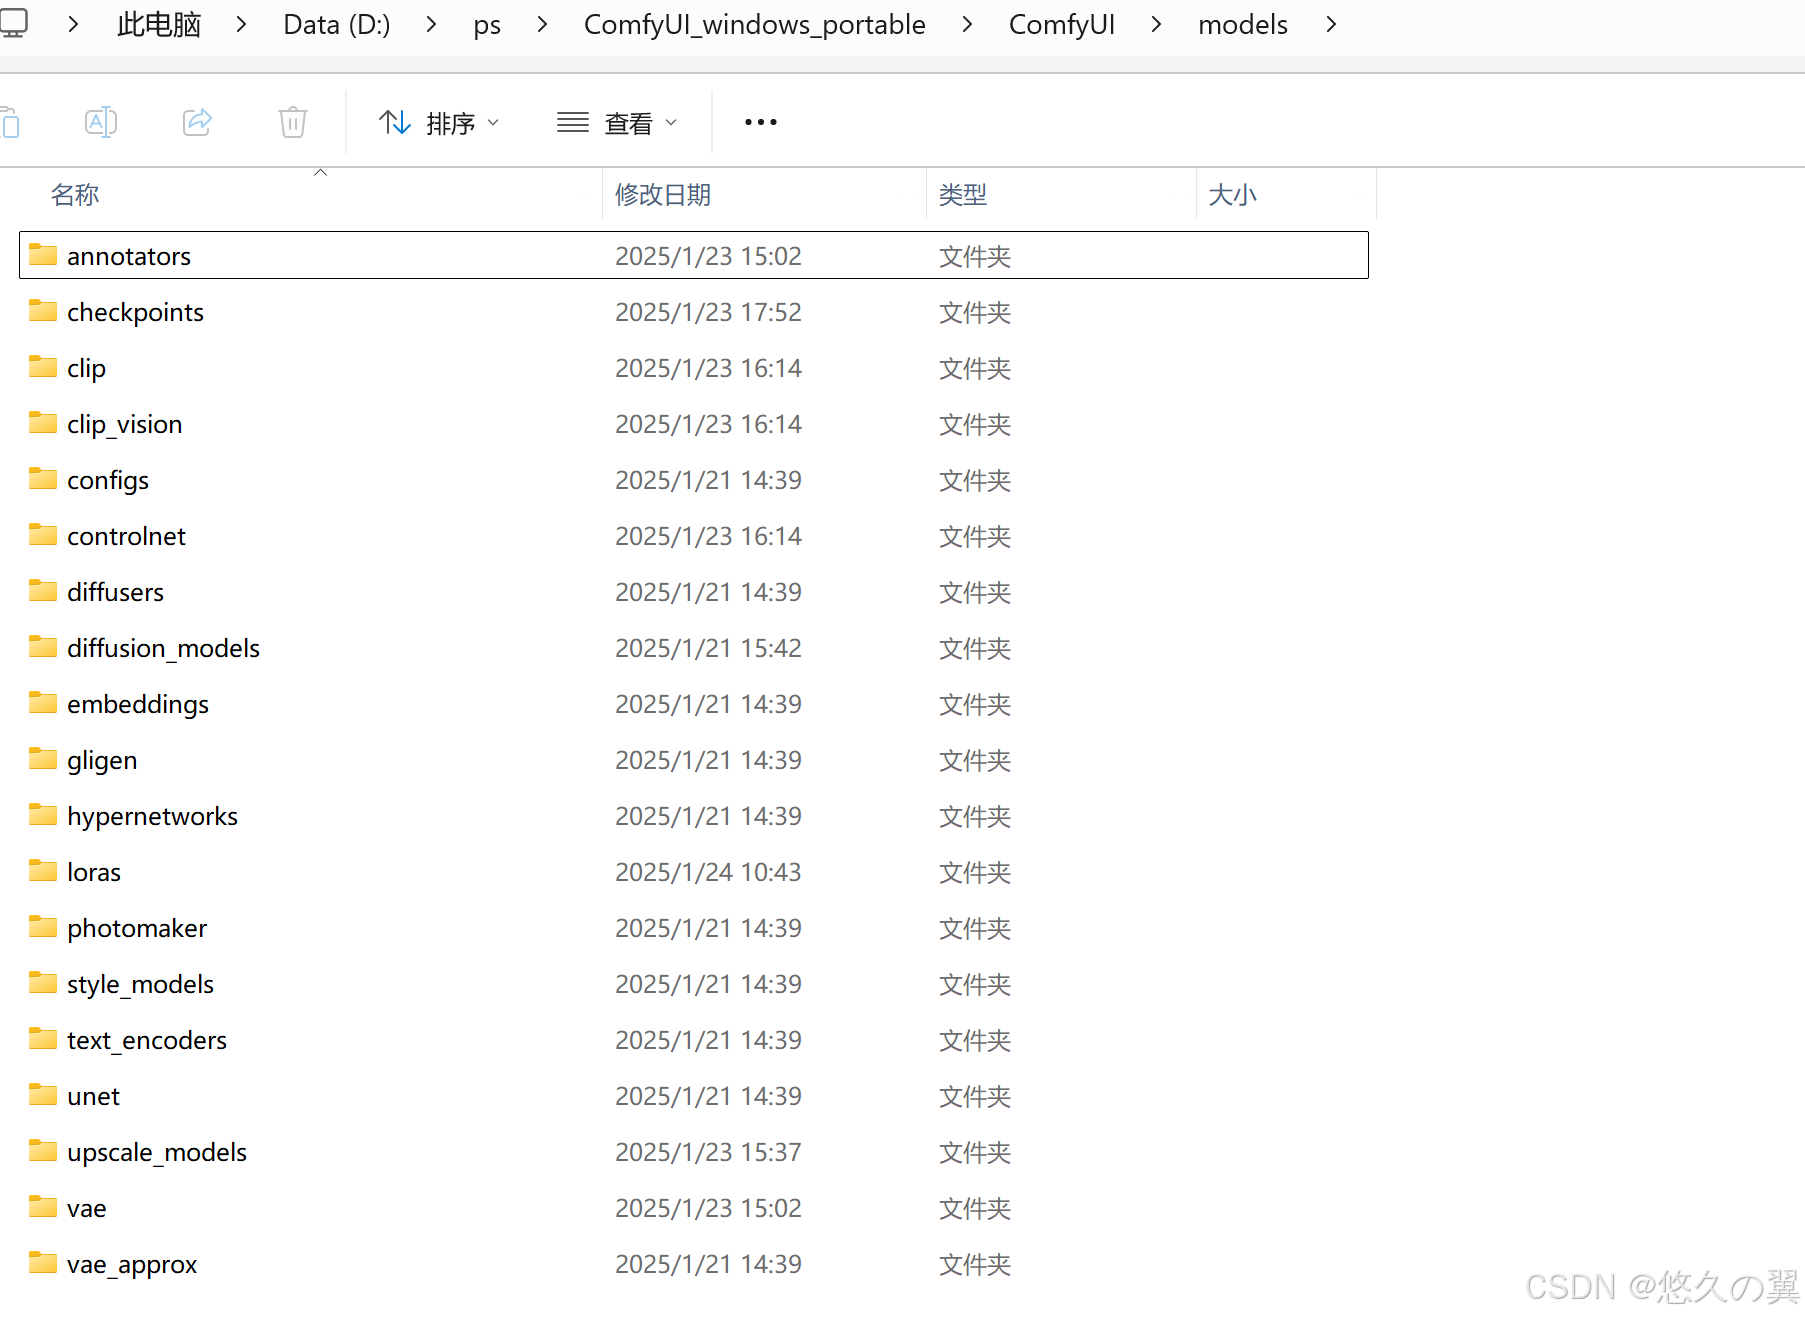 此电脑 > Data (D:) > ps > ComfyUI_windows_portable > ComfyUI > models >
排序 查看 •••
名称 修改日期 类型 大小
annotators 2025/1/23 15:02 文件夹
checkpoints 2025/1/23 17:52 文件夹
clip 2025/1/23 16:14 文件夹
clip_vision 2025/1/23 16:14 文件夹
configs 2025/1/21 14:39 文件夹
controlnet 2025/1/23 16:14 文件夹
diffusers 2025/1/21 14:39 文件夹
diffusion_models 2025/1/21 15:42 文件夹
embeddings 2025/1/21 14:39 文件夹
gligen 2025/1/21 14:39 文件夹
hypernetworks 2025/1/21 14:39 文件夹
loras 2025/1/24 10:43 文件夹
photomaker 2025/1/21 14:39 文件夹
style_models 2025/1/21 14:39 文件夹
text_encoders 2025/1/21 14:39 文件夹
unet 2025/1/21 14:39 文件夹
upscale_models 2025/1/23 15:37 文件夹
vae 2025/1/23 15:02 文件夹
vae_approx 2025/1/21 14:39 文件夹
CSDN @悠久の翼